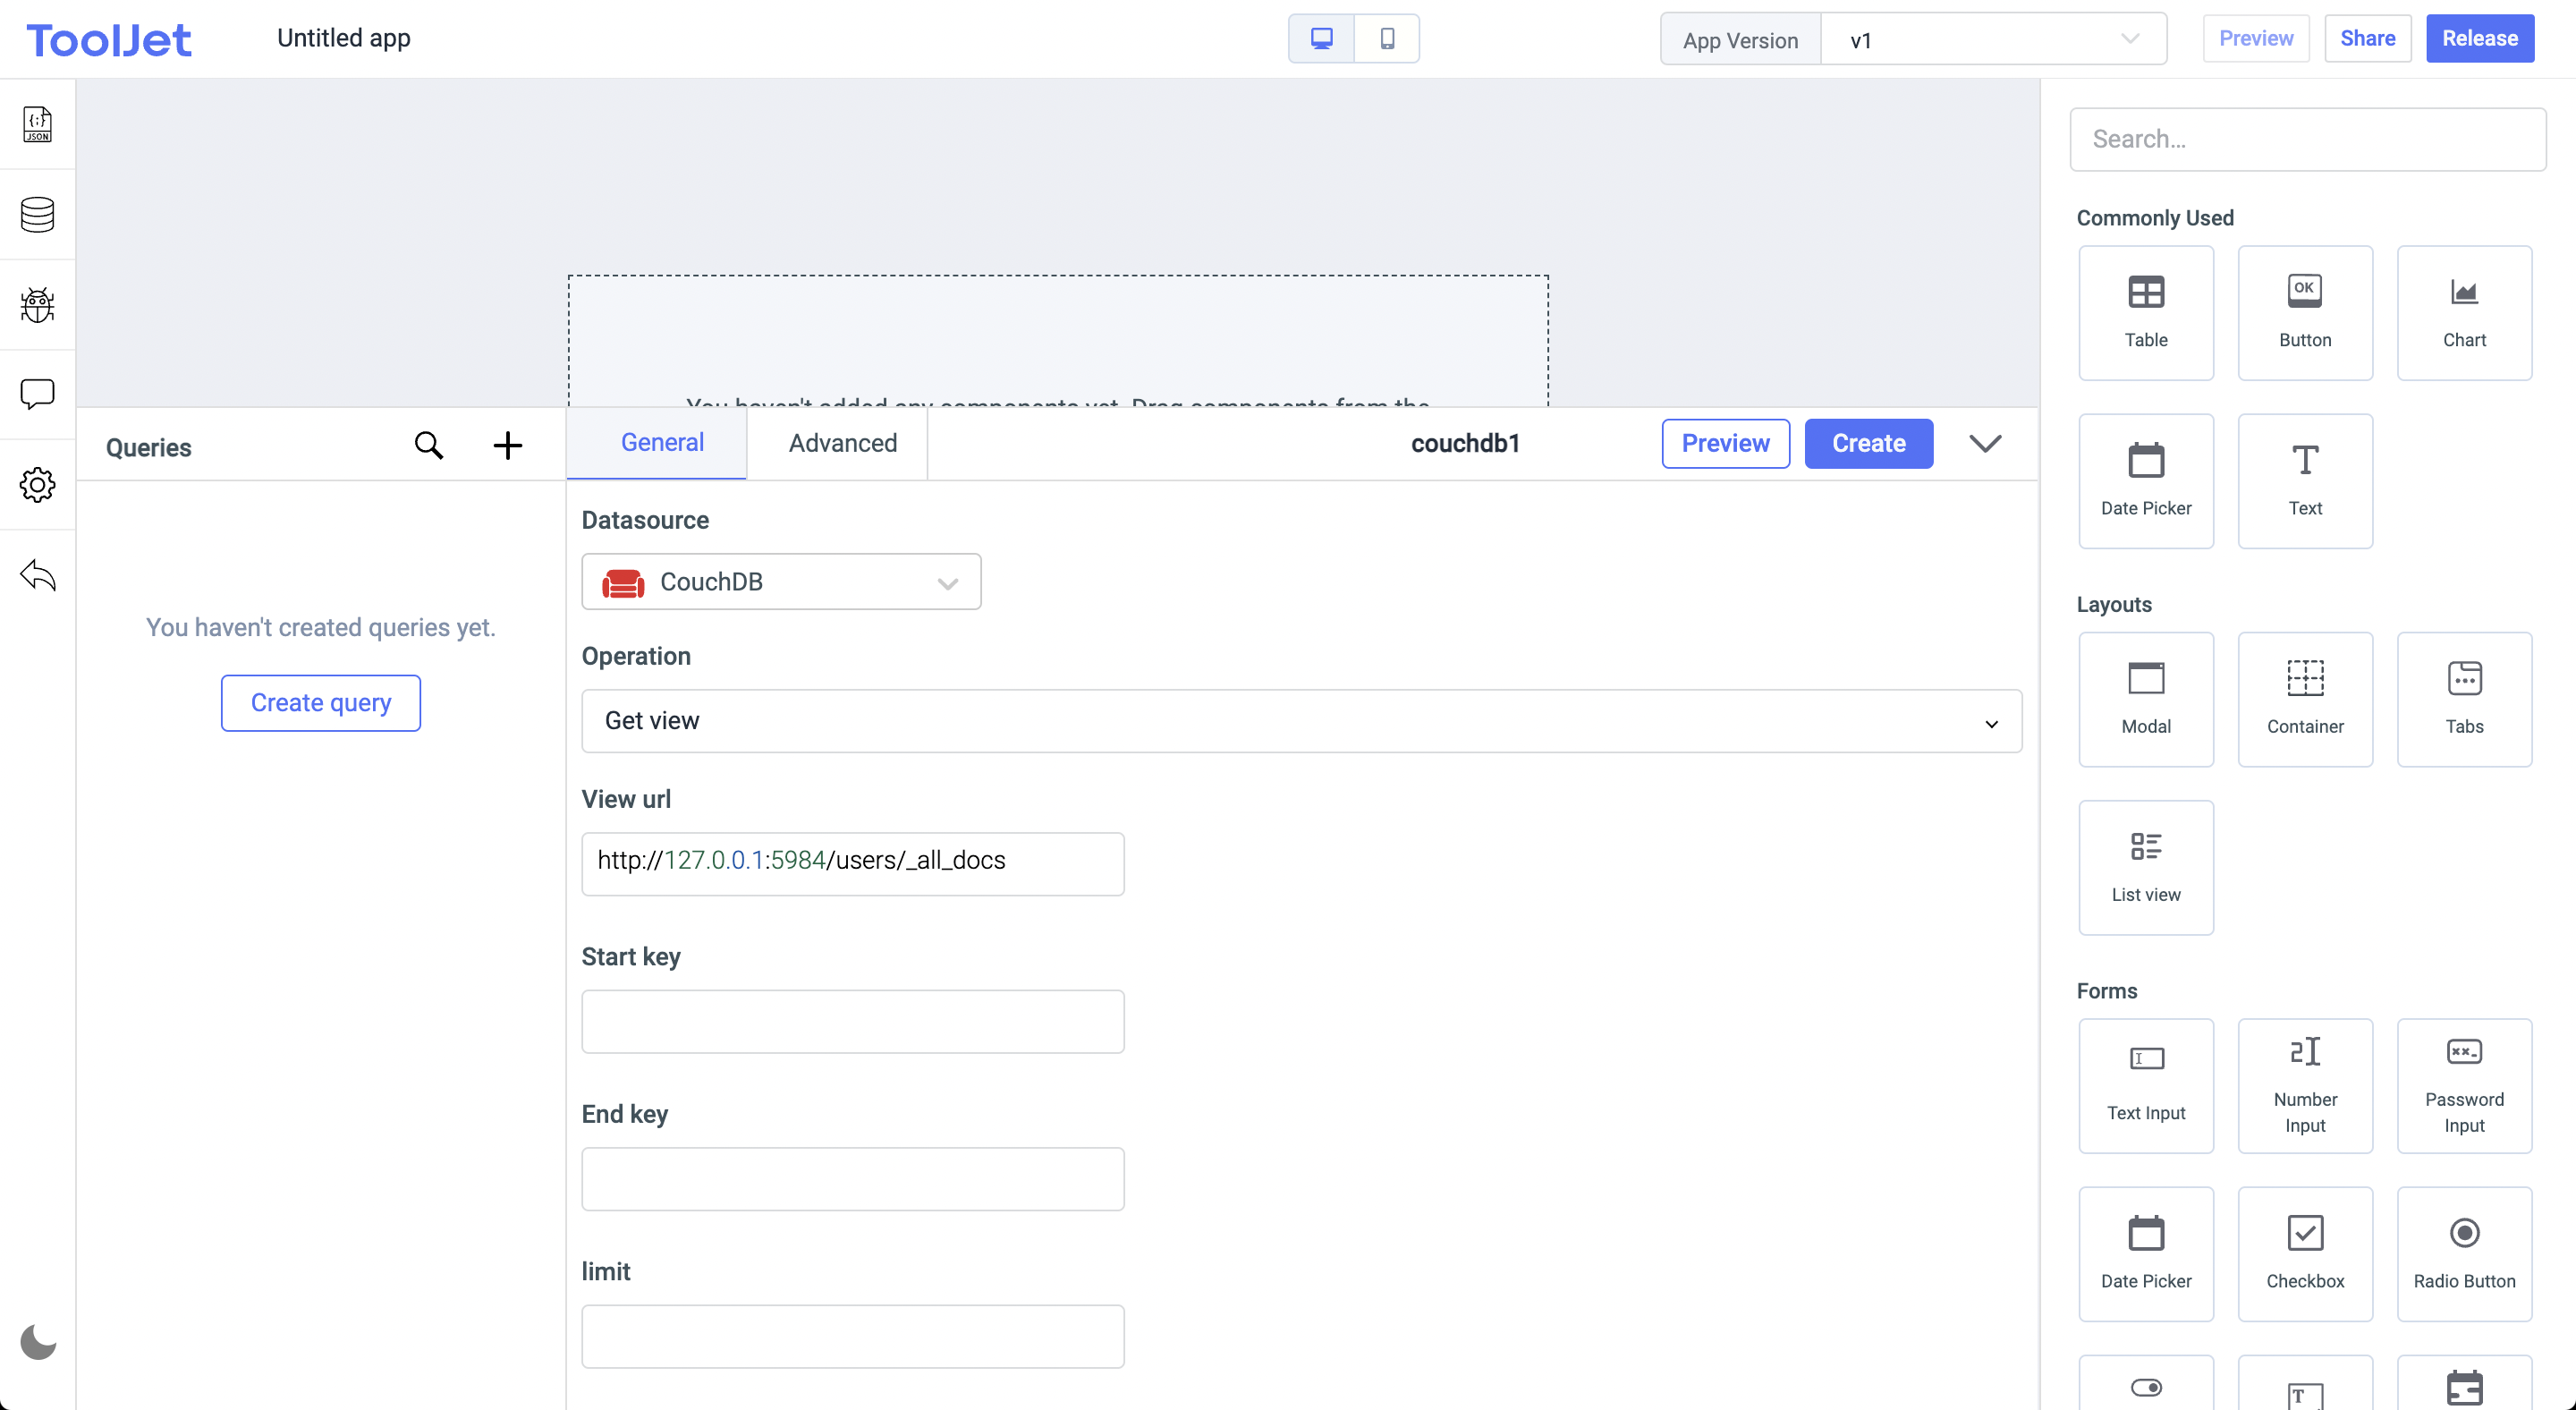 ToolJet
Untitled app
App Version
v1
Preview
Share
Release
JSON
You haven't added any components yet. Drag components from the
Queries
You haven't created queries yet.
Create query
General
Advanced
couchdb1
Preview
Create
Datasource
CouchDB
Operation
Get view
View url
http://127.0.0.1:5984/users/_all_docs
Start key
End key
limit
Search...
Commonly Used
Table
OK
Button
Chart
Date Picker
Text
Layouts
Modal
Container
Tabs
List view
Forms
Text Input
Number
Input
Password
Input
Date Picker
Checkbox
Radio Button